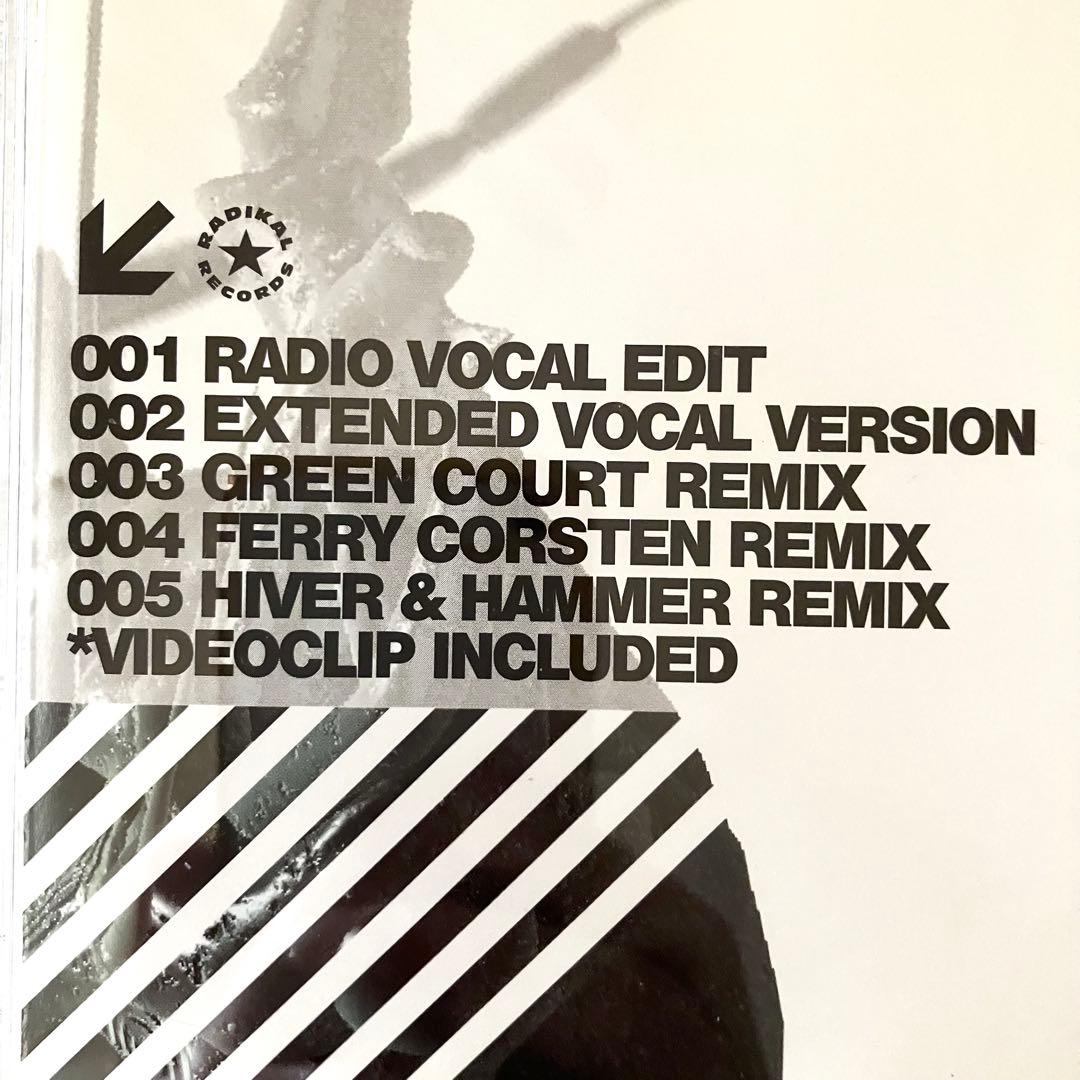 RADIKAL RECORDS
001 RADIO VOCAL EDIT
002 EXTENDED VOCAL VERSION
003 GREEN COURT REMIX
004 FERRY CORSTEN REMIX
005 HIVER & HAMMER REMIX
*VIDEOCLIP INCLUDED